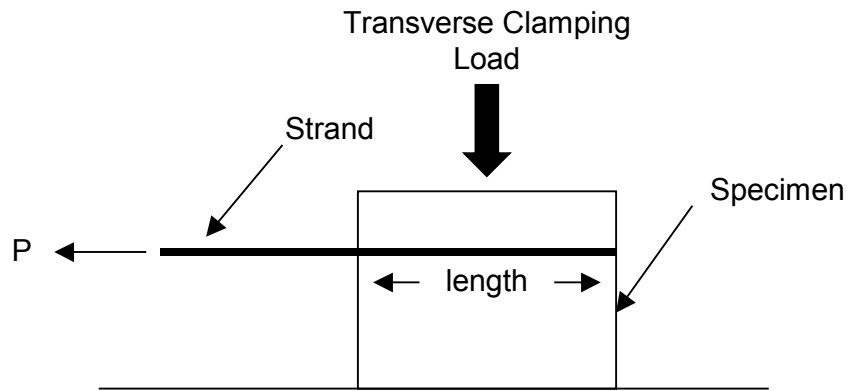 Transverse Clamping
Load
Strand
Specimen
P
length